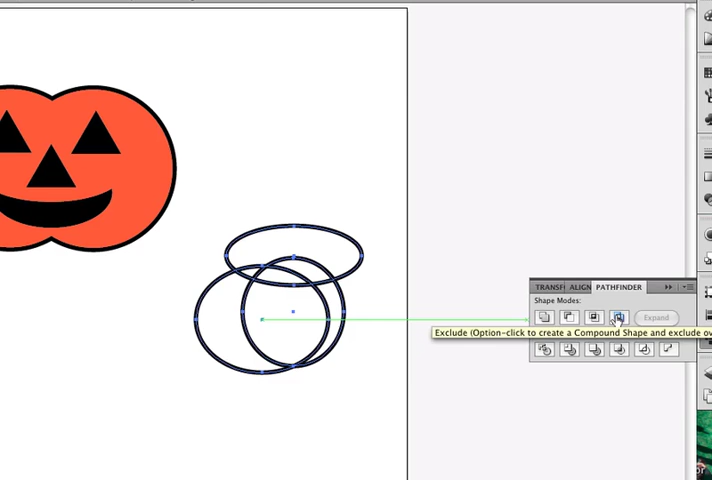 TRANSF ALIGN PATHFINDER
Shape Modes:
Expand
Exclude (Option-click to create a Compound Shape and exclude ov